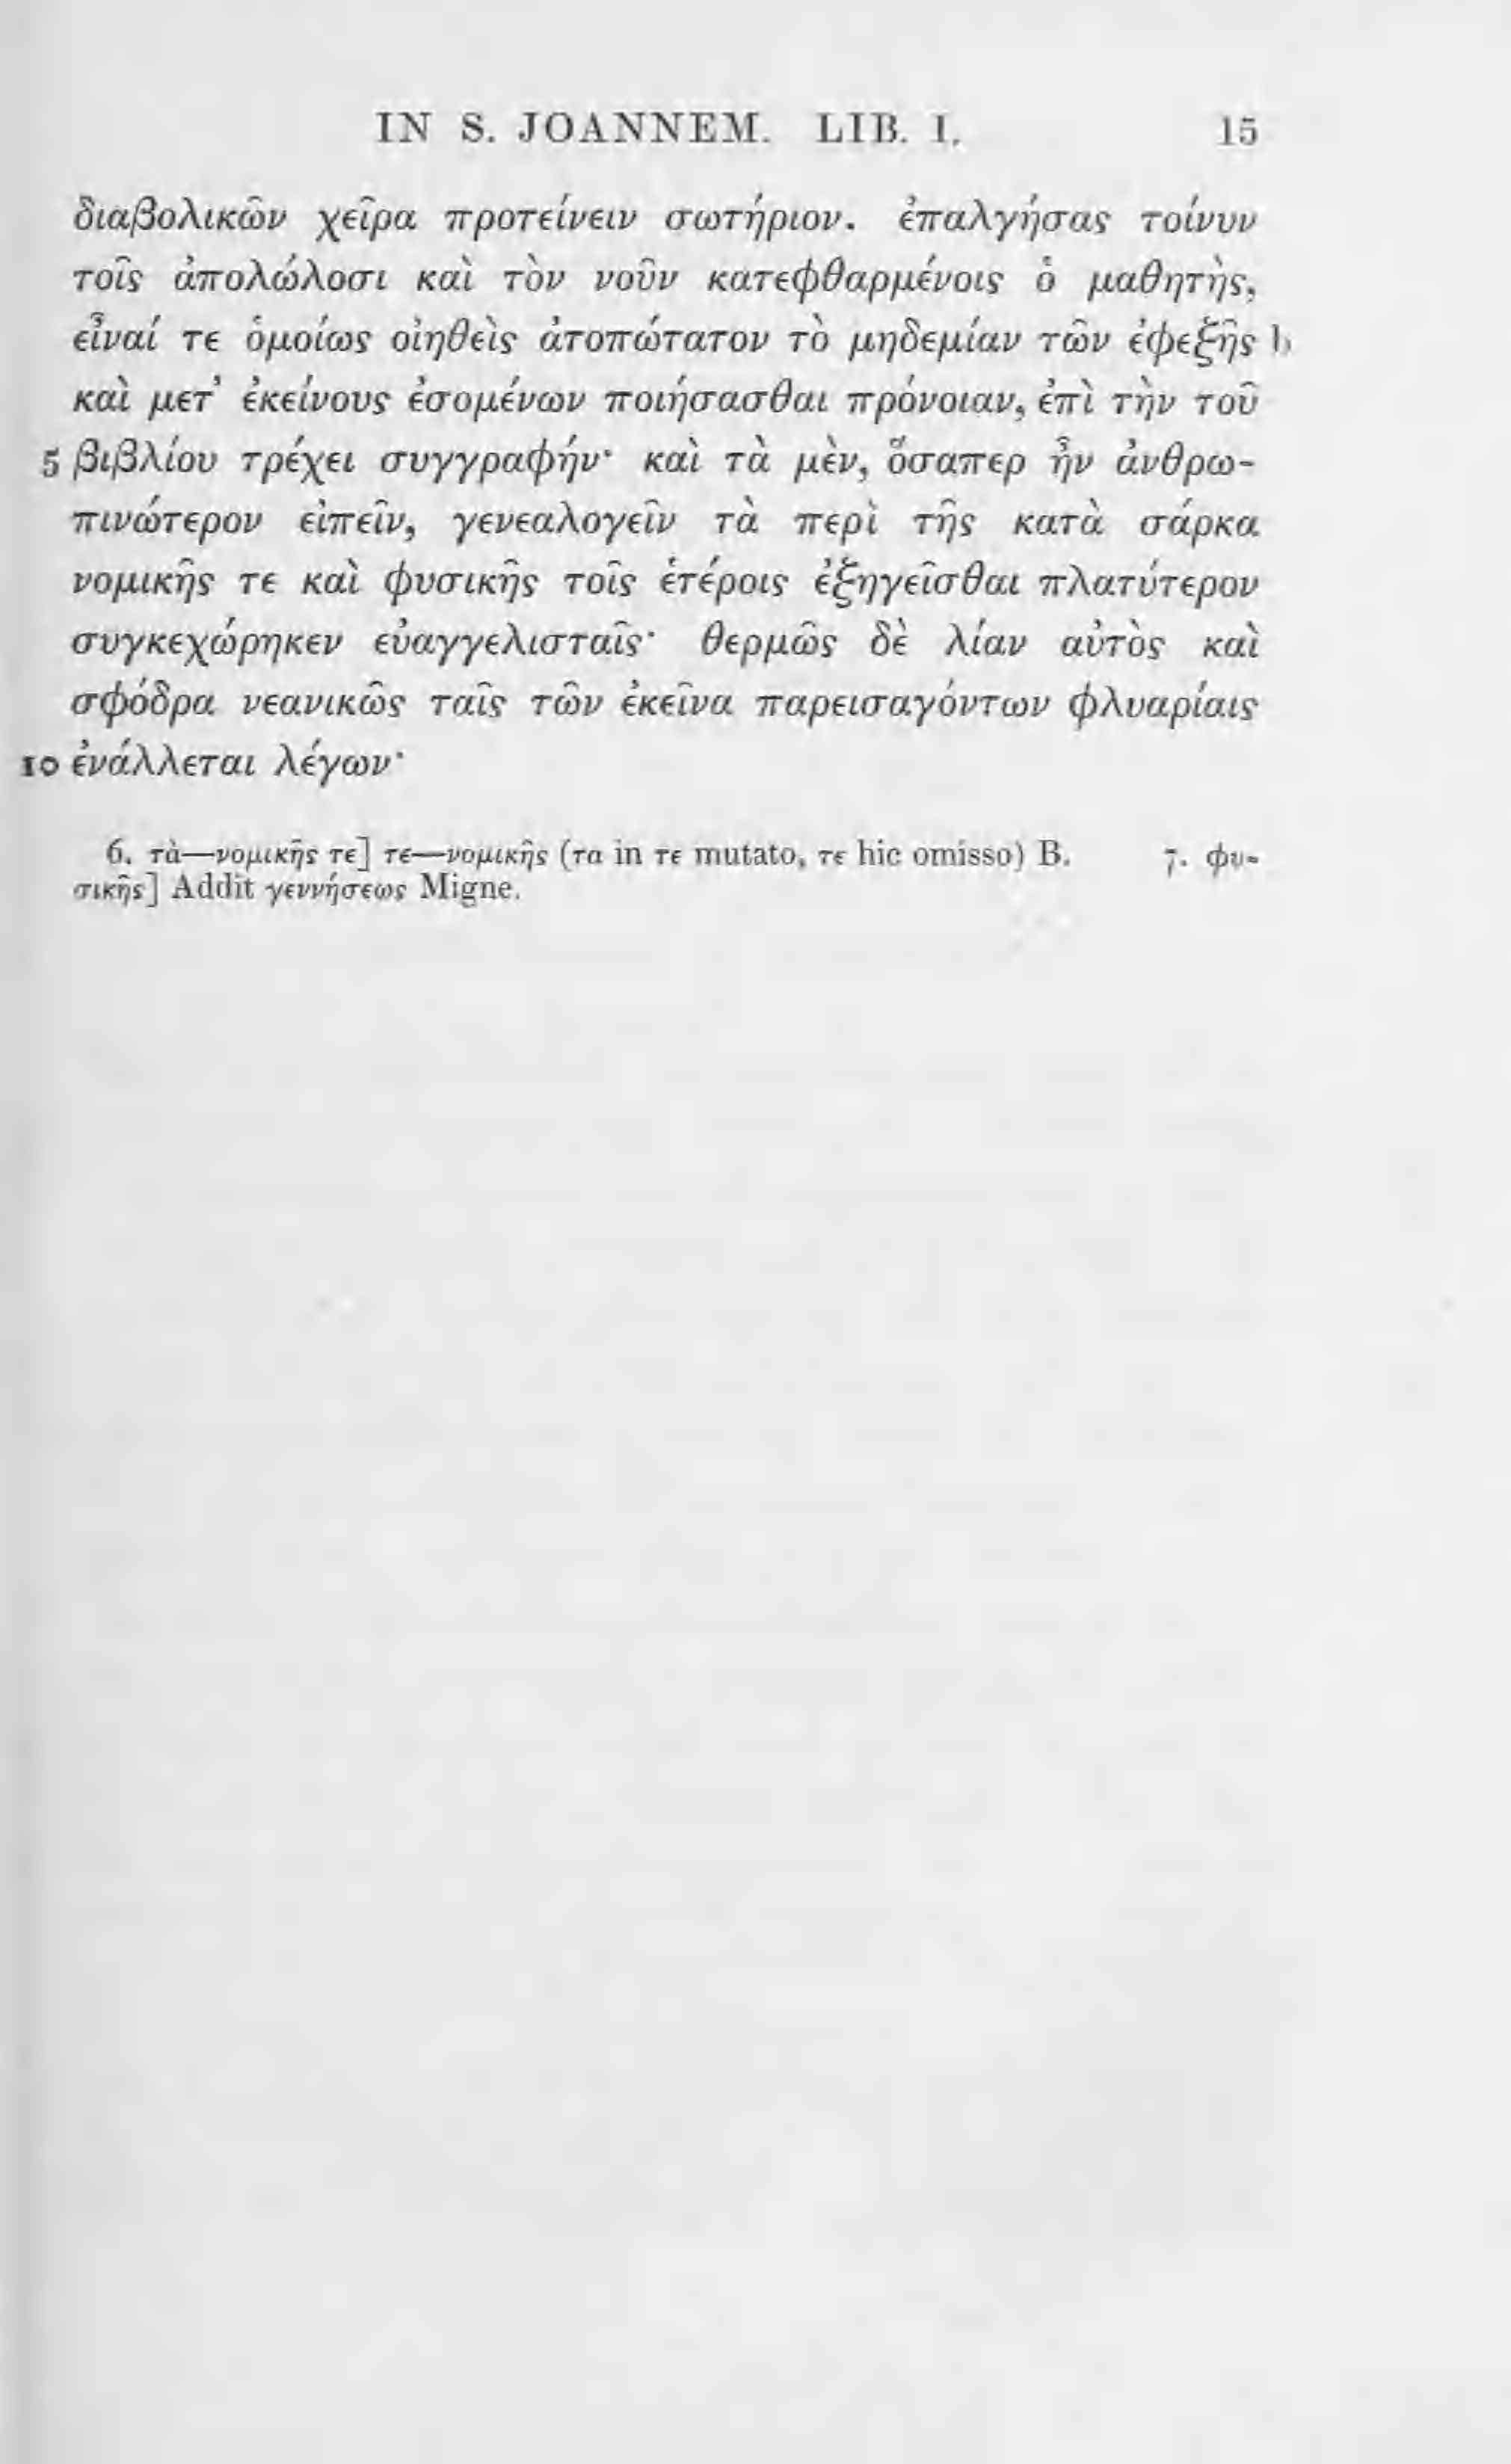 IN S. JOANNEM. LIB. I. 15
διαβολικῶν χεῖρα προτείνειν σωτήριον. ἐπαλγήσας τοίνυν
τοῖς ἀπολώλοσι καὶ τὸν νοῦν κατεφθαρμένοις ὁ μαθητὴς,
εἶναί τε ὁμοίως οἰηθεὶς ἀτοπώτατον τὸ μηδεμίαν τῶν ἐφεξῆς b
καὶ μετ’ ἐκείνους ἐσομένων ποιήσασθαι πρόνοιαν, ἐπὶ τὴν τοῦ
5 βιβλίου τρέχει συγγραφήν· καὶ τὰ μὲν, ὅσαπερ ἦν ἀνθρω-
πινώτερον εἰπεῖν, γενεαλογεῖν τὰ περὶ τῆς κατὰ σάρκα
νομικῆς τε καὶ φυσικῆς τοῖς ἑτέροις ἐξηγεῖσθαι πλατύτερον
συγκεχώρηκεν εὐαγγελισταῖς· θερμῶς δὲ λίαν αὐτὸς καὶ
σφόδρα νεανικῶς ταῖς τῶν ἐκεῖνα παρεισαγόντων φλυαρίαις
10 ἐνάλλεται λέγων·
6. τὰ—νομικῆς τε] τε—νομικῆς (τα in τε mutato, τε hic omisso) B. 7. φυ-
σικῆς] Addit γεννήσεως Migne.